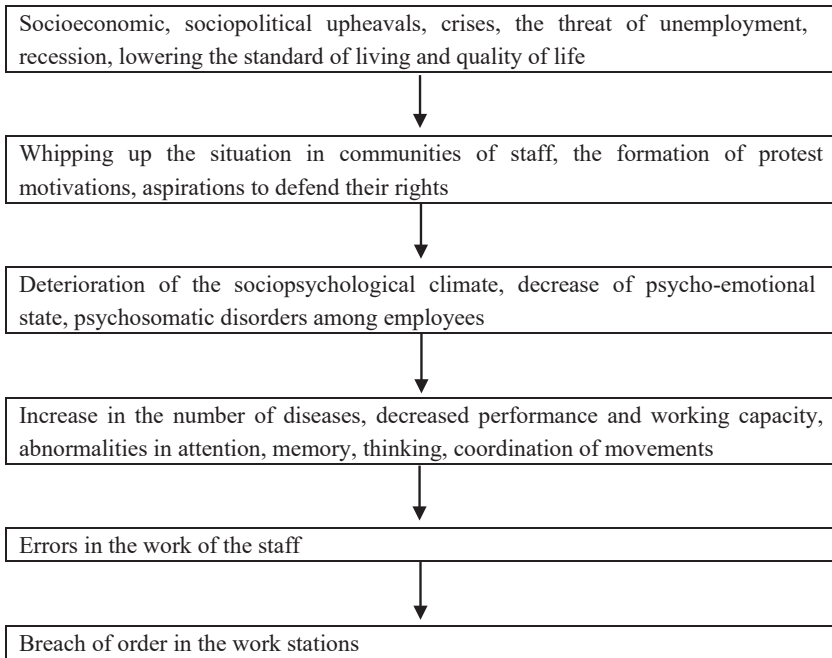 Socioeconomic, sociopolitical upheavals, crises, the threat of unemployment,
recession, lowering the standard of living and quality of life
Whipping up the situation in communities of staff, the formation of protest
motivations, aspirations to defend their rights
Deterioration of the sociopsychological climate, decrease of psycho-emotional
state, psychosomatic disorders among employees
Increase in the number of diseases, decreased performance and working capacity,
abnormalities in attention, memory, thinking, coordination of movements
Errors in the work of the staff
Breach of order in the work stations